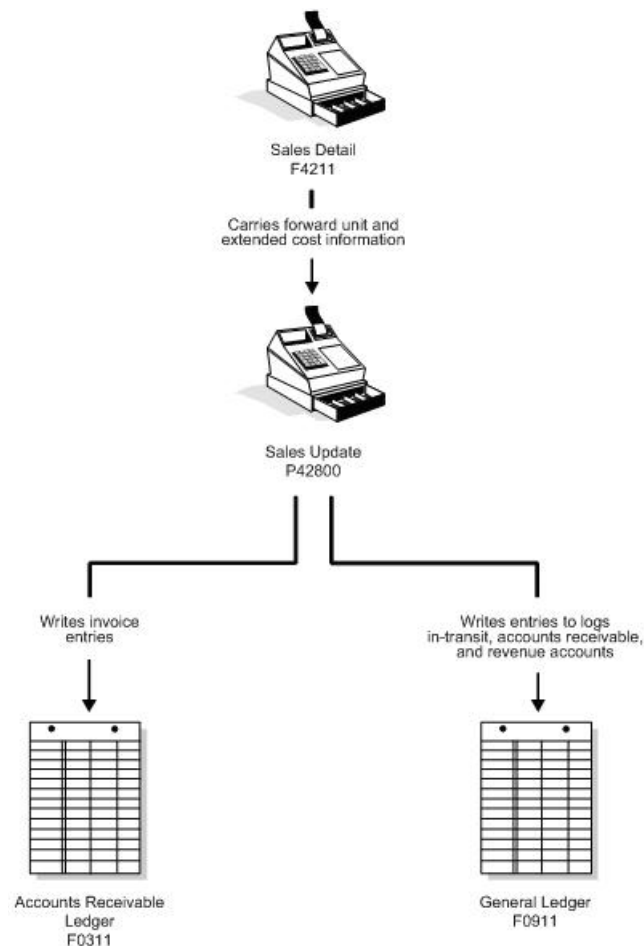 Sales Detail
F4211
Carries forward unit and
extended cost information
Sales Update
P42800
Writes invoice
entries
Writes entries to logs
in-transit, accounts receivable,
and revenue accounts
Accounts Receivable
Ledger
F0311
General Ledger
F0911